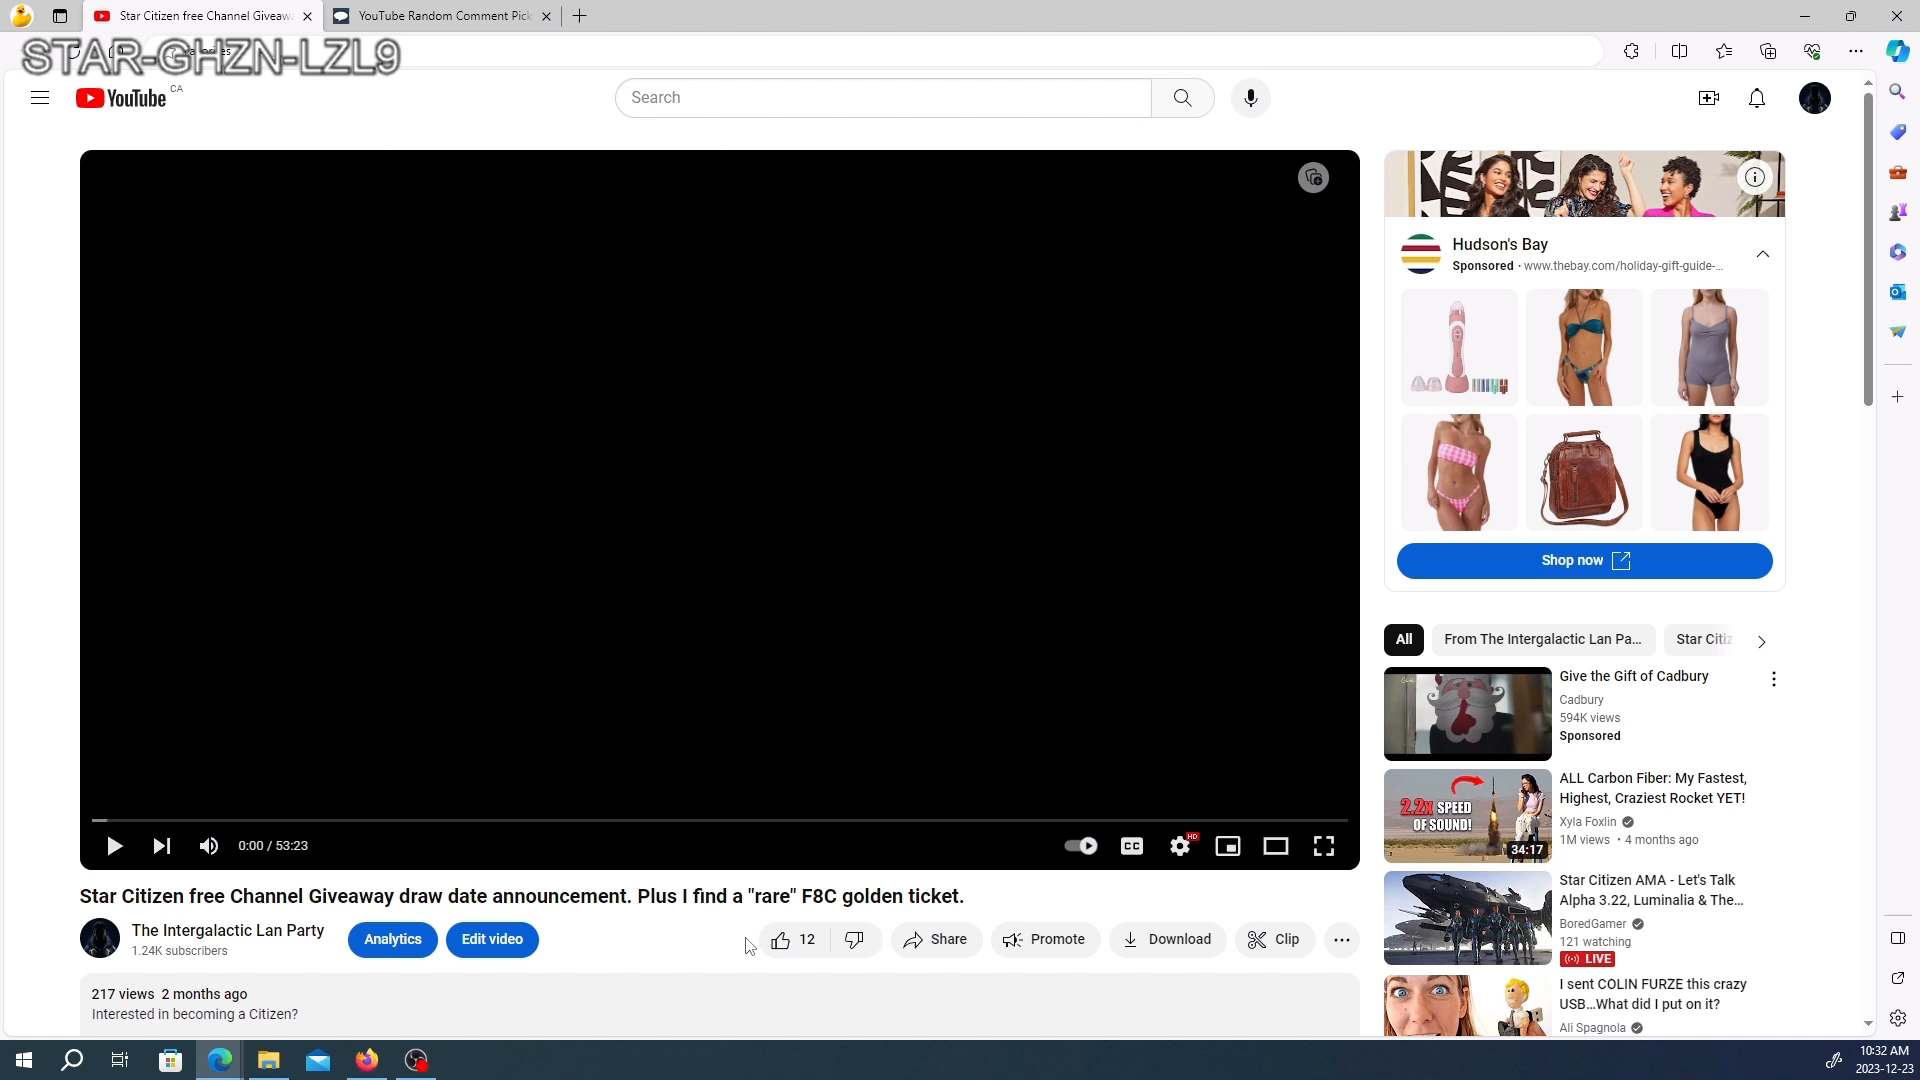 Star Citizen free Channel Giveaw
YouTube Random Comment Pick
STAR-GHZN-LZL9
YouTube CA
Search
Hudson's Bay
Sponsored · www.thebay.com/holiday-gift-guide-...
Shop now
All
From The Intergalactic Lan Pa...
Star Citiz
Give the Gift of Cadbury
Cadbury
594K views
Sponsored
2.2x SPEED
OF SOUND!
34:17
ALL Carbon Fiber: My Fastest,
Highest, Craziest Rocket YET!
Xyla Foxlin
1M views • 4 months ago
Star Citizen AMA - Let's Talk
Alpha 3.22, Luminalia & The...
BoredGamer
121 watching
LIVE
I sent COLIN FURZE this crazy
USB...What did I put on it?
Ali Spagnola
0:00 / 53:23
CC
HD
Star Citizen free Channel Giveaway draw date announcement. Plus I find a "rare" F8C golden ticket.
The Intergalactic Lan Party
1.24K subscribers
Analytics
Edit video
12
Share
Promote
Download
Clip
217 views 2 months ago
Interested in becoming a Citizen?
10:32 AM
2023-12-23